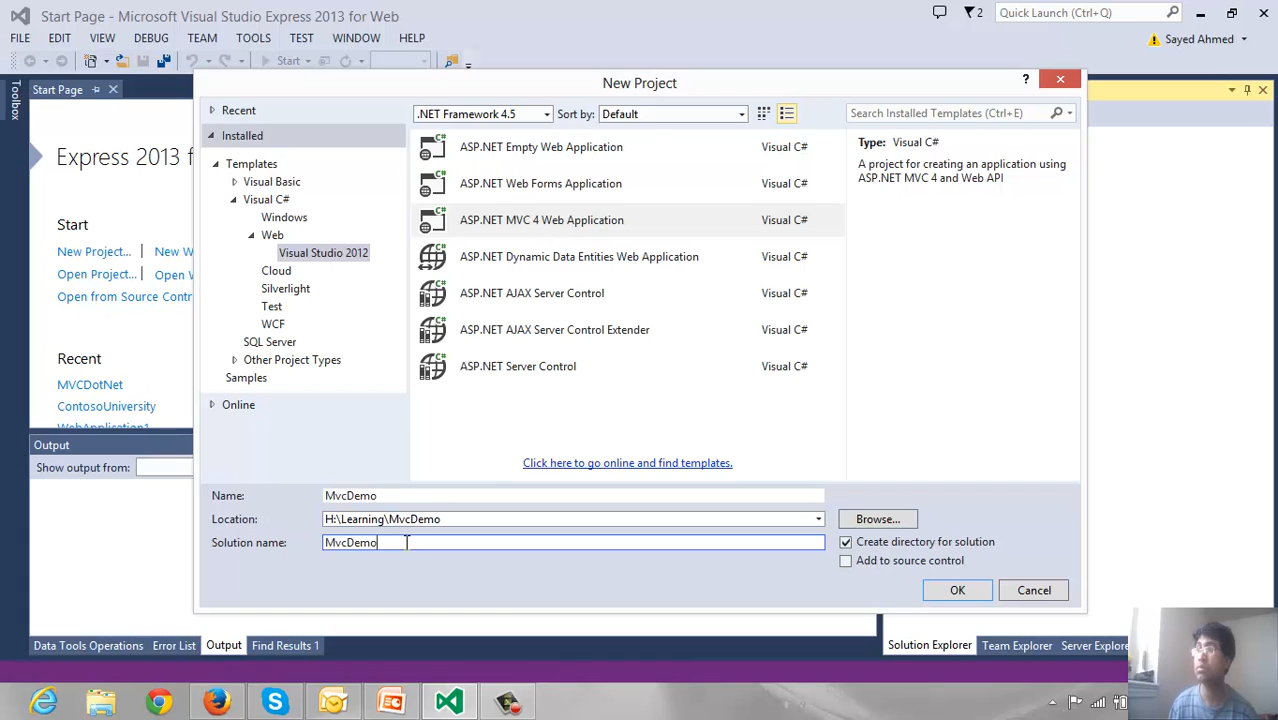 Start Page - Microsoft Visual Studio Express 2013 for Web
2
Quick Launch (Ctrl+Q)
FILE EDIT VIEW DEBUG TEAM TOOLS TEST WINDOW HELP
Sayed Ahmed
Start
Toolbox
Start Page
Express 2013 f
Start
New Project...
New W
Open Project...
Open W
Open from Source Contr
Recent
MVCDotNet
ContosoUniversity
WebApplication1
Output
Show output from:
New Project
?
Recent
Installed
Templates
Visual Basic
Visual C#
Windows
Web
Visual Studio 2012
Cloud
Silverlight
Test
WCF
SQL Server
Other Project Types
Samples
Online
.NET Framework 4.5
Sort by: Default
Search Installed Templates (Ctrl+E)
ASP.NET Empty Web Application Visual C#
ASP.NET Web Forms Application Visual C#
ASP.NET MVC 4 Web Application Visual C#
ASP.NET Dynamic Data Entities Web Application Visual C#
ASP.NET AJAX Server Control Visual C#
ASP.NET AJAX Server Control Extender Visual C#
ASP.NET Server Control Visual C#
Type: Visual C#
A project for creating an application using
ASP.NET MVC 4 and Web API
Click here to go online and find templates.
Name: MvcDemo
Location: H:\Learning\MvcDemo
Browse...
Solution name: MvcDemo
Create directory for solution
Add to source control
OK
Cancel
Data Tools Operations Error List Output Find Results 1
Solution Explorer Team Explorer Server Explore